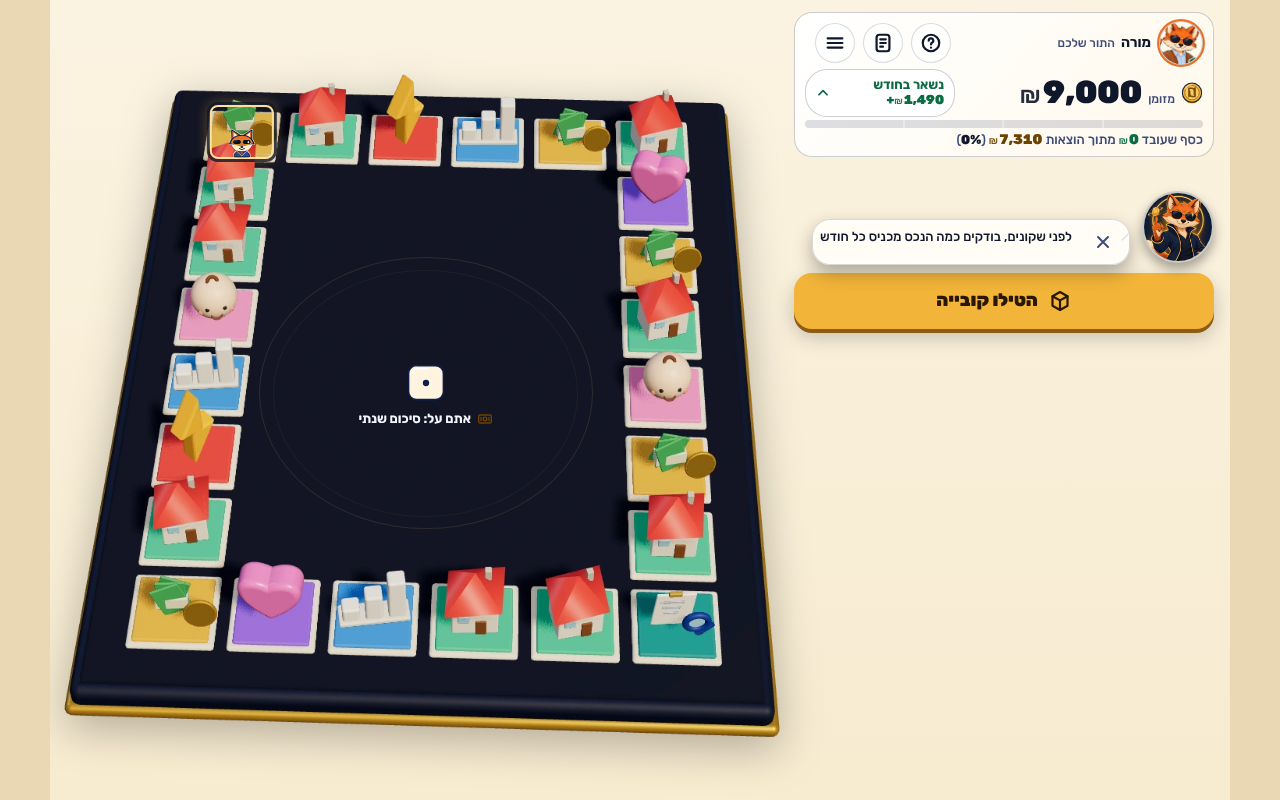 מורה התור שלכם
מזומן 9,000 ₪
נשאר בחודש
+₪1,490
כסף שעובד ₪0 מתוך הוצאות 7,310 ₪ (0%)
לפני שקונים, בודקים כמה הנכס מכניס כל חודש
הטילו קובייה
אתם על: סיכום שנתי